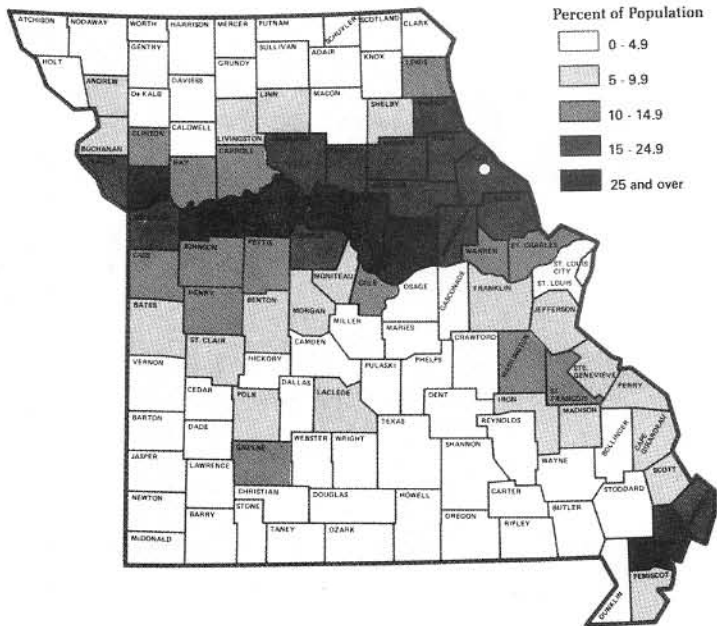 Percent of Population
0 - 4.9
5 - 9.9
10 - 14.9
15 - 24.9
25 and over
ATCHISON
NODAWAY
WORTH
HARRISON
MERCER
PUTNAM
SCHUYLER
SCOTLAND
CLARK
GENTRY
SULLIVAN
ADAIR
KNOX
LEWIS
HOLT
ANDREW
De KALB
DAVIESS
GRUNDY
LINN
MACON
SHELBY
BUCHANAN
CLINTON
CALDWELL
LIVINGSTON
RAY
CARROLL
CASS
JOHNSON
PETTIS
MONITEAU
COLE
OSAGE
GASCONADE
WARREN
ST. CHARLES
ST. LOUIS
CITY
ST. LOUIS
FRANKLIN
JEFFERSON
BATES
HENRY
BENTON
MORGAN
MILLER
MARIES
ST. CLAIR
CAMDEN
CRAWFORD
WASHINGTON
STE.
GENEVIEVE
VERNON
HICKORY
PULASKI
PHELPS
ST.
FRANCOIS
PERRY
CEDAR
POLK
DALLAS
LACLEDE
DENT
IRON
MADISON
BOLLINGER
CAPE
GIRARDEAU
BARTON
DADE
GREENE
WEBSTER
WRIGHT
TEXAS
SHANNON
REYNOLDS
WAYNE
SCOTT
JASPER
LAWRENCE
CHRISTIAN
DOUGLAS
HOWELL
CARTER
STODDARD
NEWTON
BARRY
STONE
TANEY
OZARK
OREGON
RIPLEY
BUTLER
McDONALD
DUNKLIN
PEMISCOT